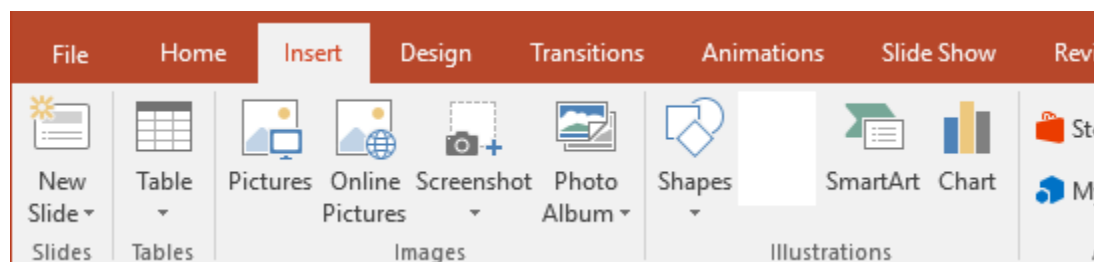 File Home Insert Design Transitions Animations Slide Show
New Table Pictures Online Screenshot Photo Shapes SmartArt Chart
Slide Pictures Album
Slides Tables Images Illustrations